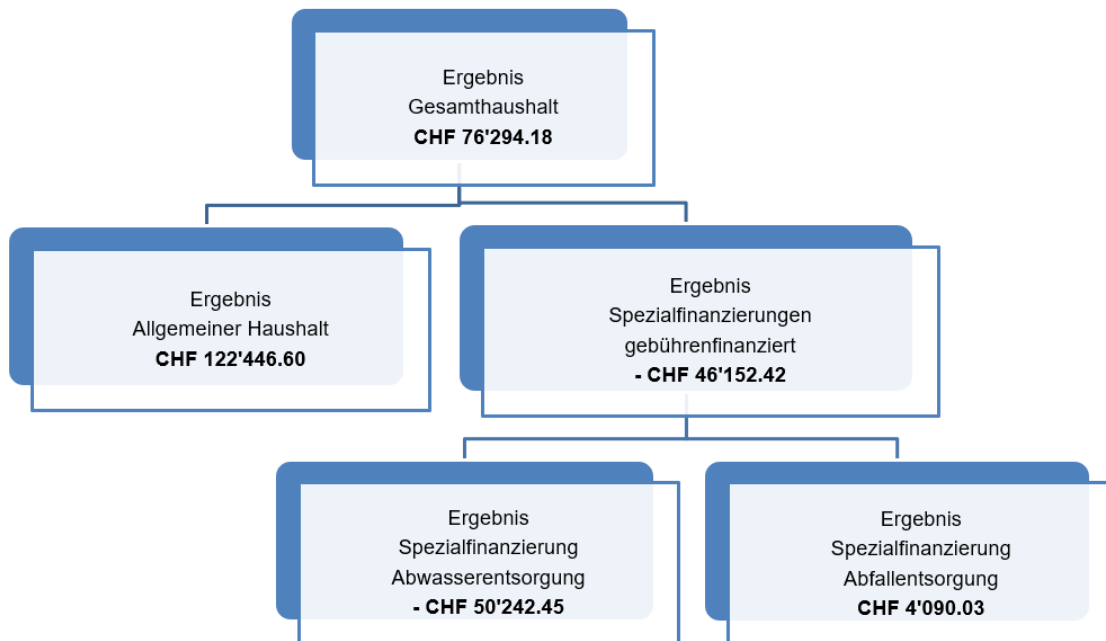 Ergebnis
Gesamthaushalt
CHF 76'294.18
Ergebnis
Allgemeiner Haushalt
CHF 122'446.60
Ergebnis
Spezialfinanzierungen
gebührenfinanziert
- CHF 46'152.42
Ergebnis
Spezialfinanzierung
Abwasserentsorgung
- CHF 50'242.45
Ergebnis
Spezialfinanzierung
Abfallentsorgung
CHF 4'090.03